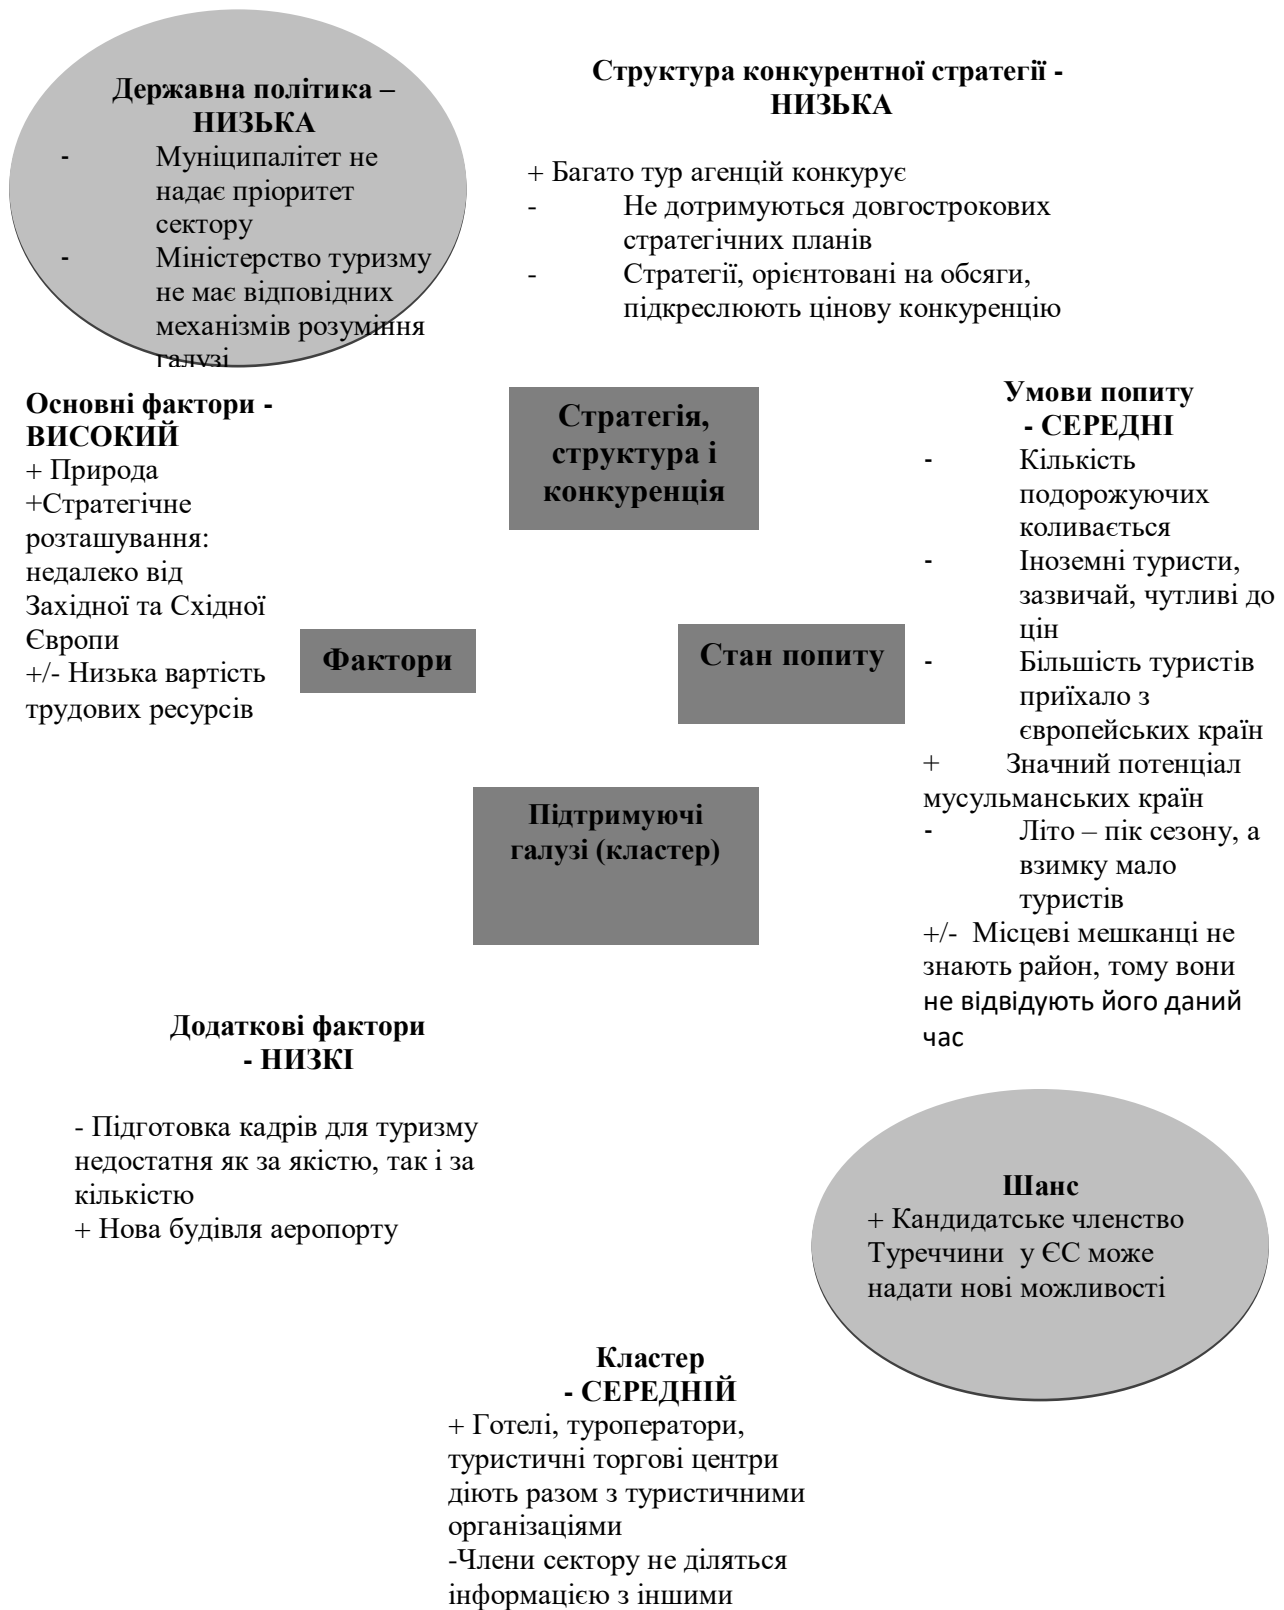 Державна політика –
НИЗЬКА
- Муніципалітет не
надає пріоритет
сектору
- Міністерство туризму
не має відповідних
механізмів розуміння
галузі
Структура конкурентної стратегії -
НИЗЬКА
+ Багато тур агенцій конкурує
- Не дотримуються довгострокових
стратегічних планів
- Стратегії, орієнтовані на обсяги,
підкреслюють цінову конкуренцію
Основні фактори -
ВИСОКИЙ
+ Природа
+Стратегічне
розташування:
недалеко від
Західної та Східної
Європи
+/- Низька вартість
трудових ресурсів
Стратегія,
структура і
конкуренція
Фактори
Стан попиту
Підтримуючі
галузі (кластер)
Умови попиту
- СЕРЕДНІ
- Кількість
подорожуючих
коливається
- Іноземні туристи,
зазвичай, чутливі до
цін
- Більшість туристів
приїхало з
європейських країн
+ Значний потенціал
мусульманських країн
- Літо – пік сезону, а
взимку мало
туристів
+/- Місцеві мешканці не
знають район, тому вони
не відвідують його даний
час
Додаткові фактори
- НИЗКІ
- Підготовка кадрів для туризму
недостатня як за якістю, так і за
кількістю
+ Нова будівля аеропорту
Шанс
+ Кандидатське членство
Туреччини у ЄС може
надати нові можливості
Кластер
- СЕРЕДНІЙ
+ Готелі, туроператори,
туристичні торгові центри
діють разом з туристичними
організаціями
-Члени сектору не діляться
інформацією з іншими